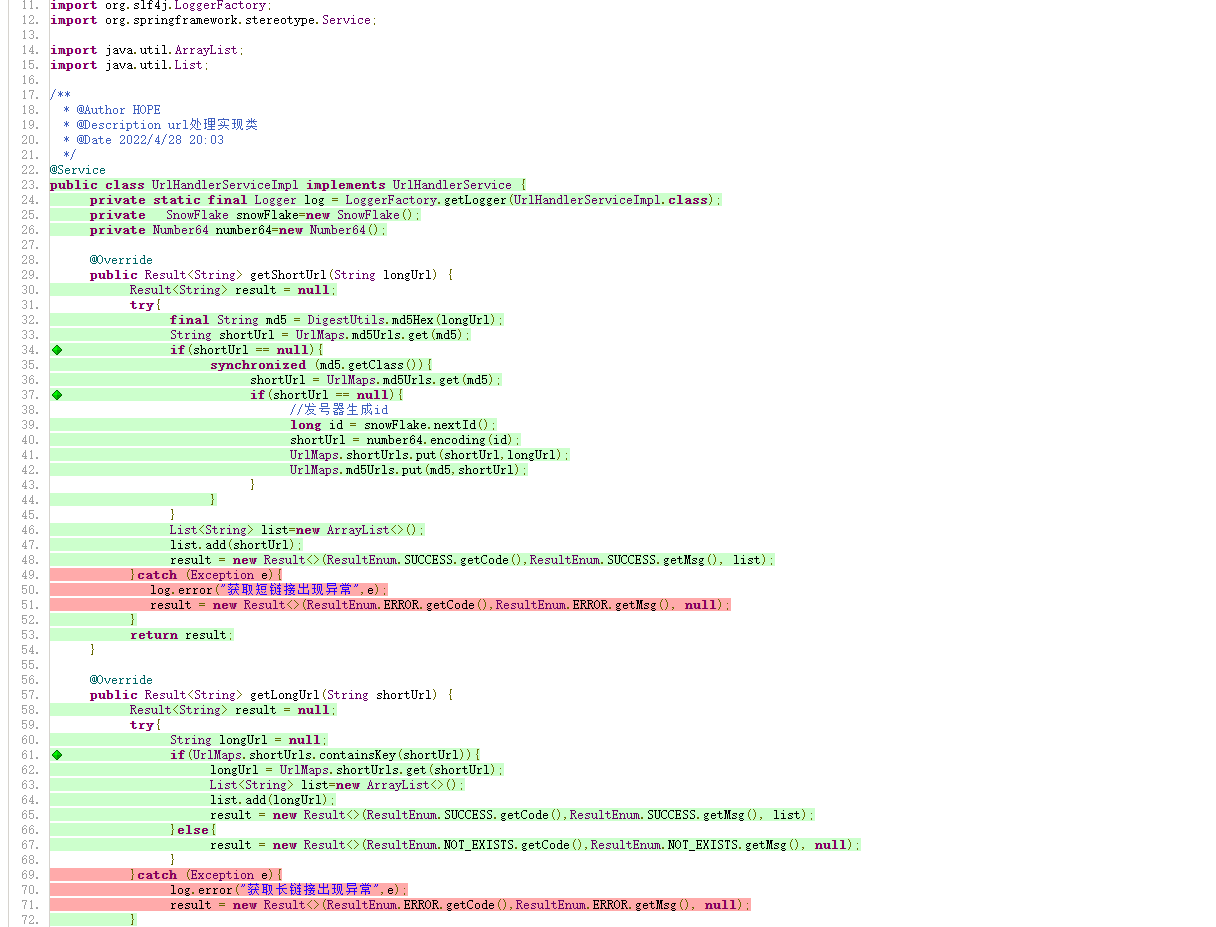 11. import org.slf4j.LoggerFactory;
12. import org.springframework.stereotype.Service;
13.
14. import java.util.ArrayList;
15. import java.util.List;
16.
17. /**
18.  * @Author HOPE
19.  * @Description url处理实现类
20.  * @Date 2022/4/28 20:03
21.  */
22. @Service
23. public class UrlHandlerServiceImpl implements UrlHandlerService {
24.     private static final Logger log = LoggerFactory.getLogger(UrlHandlerServiceImpl.class);
25.     private   SnowFlake snowFlake=new SnowFlake();
26.     private Number64 number64=new Number64();
27.
28.     @Override
29.     public Result<String> getShortUrl(String longUrl) {
30.         Result<String> result = null;
31.         try{
32.             final String md5 = DigestUtils.md5Hex(longUrl);
33.             String shortUrl = UrlMaps.md5Urls.get(md5);
34.             if(shortUrl == null){
35.                 synchronized (md5.getClass()){
36.                     shortUrl = UrlMaps.md5Urls.get(md5);
37.                     if(shortUrl == null){
38.                         //发号器生成id
39.                         long id = snowFlake.nextId();
40.                         shortUrl = number64.encoding(id);
41.                         UrlMaps.shortUrls.put(shortUrl,longUrl);
42.                         UrlMaps.md5Urls.put(md5,shortUrl);
43.                     }
44.                 }
45.             }
46.             List<String> list=new ArrayList<>();
47.             list.add(shortUrl);
48.             result = new Result<>(ResultEnum.SUCCESS.getCode(),ResultEnum.SUCCESS.getMsg(), list);
49.         }catch (Exception e){
50.           log.error("获取短链接出现异常",e);
51.           result = new Result<>(ResultEnum.ERROR.getCode(),ResultEnum.ERROR.getMsg(), null);
52.         }
53.         return result;
54.     }
55.
56.     @Override
57.     public Result<String> getLongUrl(String shortUrl) {
58.         Result<String> result = null;
59.         try{
60.             String longUrl = null;
61.             if(UrlMaps.shortUrls.containsKey(shortUrl)){
62.                 longUrl = UrlMaps.shortUrls.get(shortUrl);
63.                 List<String> list=new ArrayList<>();
64.                 list.add(longUrl);
65.                 result = new Result<>(ResultEnum.SUCCESS.getCode(),ResultEnum.SUCCESS.getMsg(), list);
66.             }else{
67.                 result = new Result<>(ResultEnum.NOT_EXISTS.getCode(),ResultEnum.NOT_EXISTS.getMsg(), null);
68.             }
69.         }catch (Exception e){
70.             log.error("获取长链接出现异常",e);
71.             result = new Result<>(ResultEnum.ERROR.getCode(),ResultEnum.ERROR.getMsg(), null);
72.         }